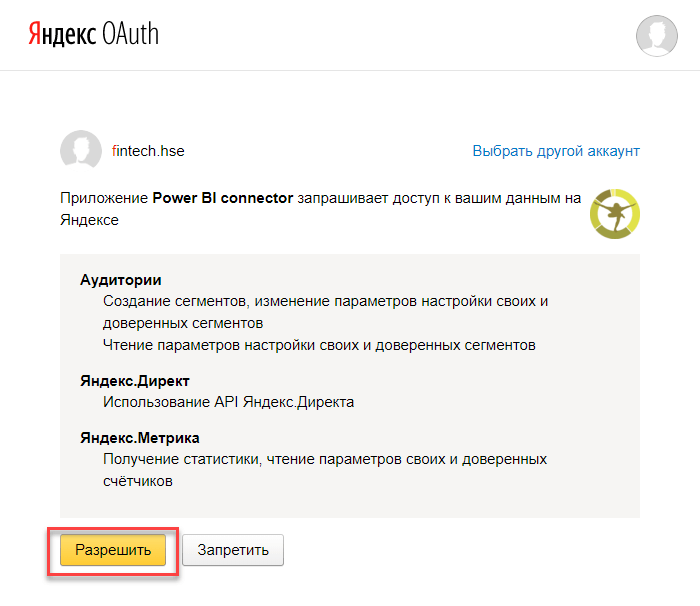 Яндекс OAuth
fintech.hse
Выбрать другой аккаунт
Приложение Power BI connector запрашивает доступ к вашим данным на
Яндексе
Аудитории
Создание сегментов, изменение параметров настройки своих и
доверенных сегментов
Чтение параметров настройки своих и доверенных сегментов
Яндекс.Директ
Использование API Яндекс.Директа
Яндекс.Метрика
Получение статистики, чтение параметров своих и доверенных
счётчиков
Разрешить
Запретить